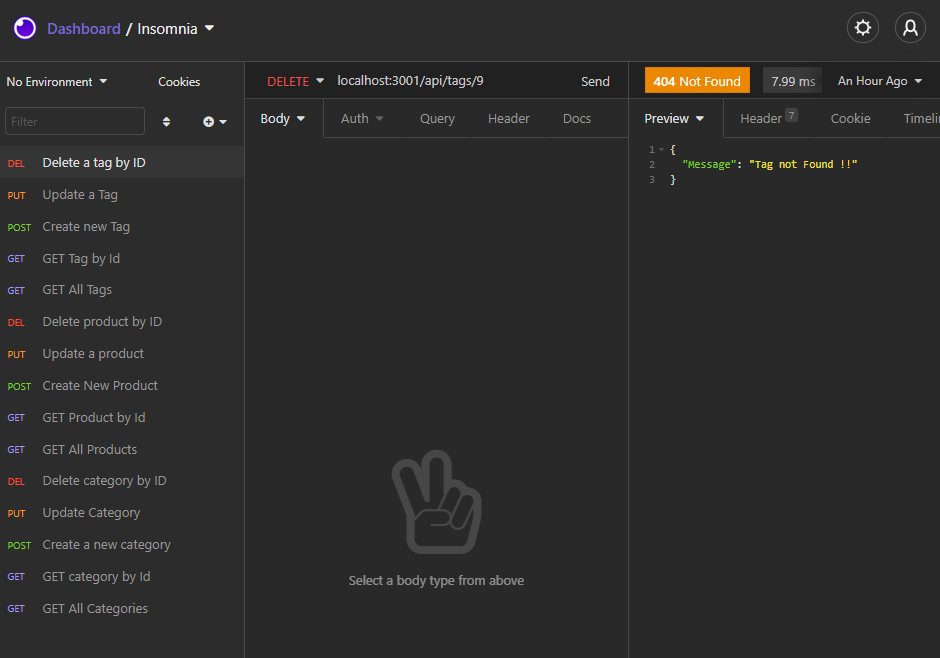 Dashboard / Insomnia
No Environment Cookies
Filter
DEL Delete a tag by ID
PUT Update a Tag
POST Create new Tag
GET GET Tag by Id
GET GET All Tags
DEL Delete product by ID
PUT Update a product
POST Create New Product
GET GET Product by Id
GET GET All Products
DEL Delete category by ID
PUT Update Category
POST Create a new category
GET GET category by Id
GET GET All Categories
DELETE localhost:3001/api/tags/9 Send
Body Auth Query Header Docs
Select a body type from above
404 Not Found 7.99 ms An Hour Ago
Preview Header 7 Cookie Timelin
1 {
2 "Message": "Tag not Found !!"
3 }